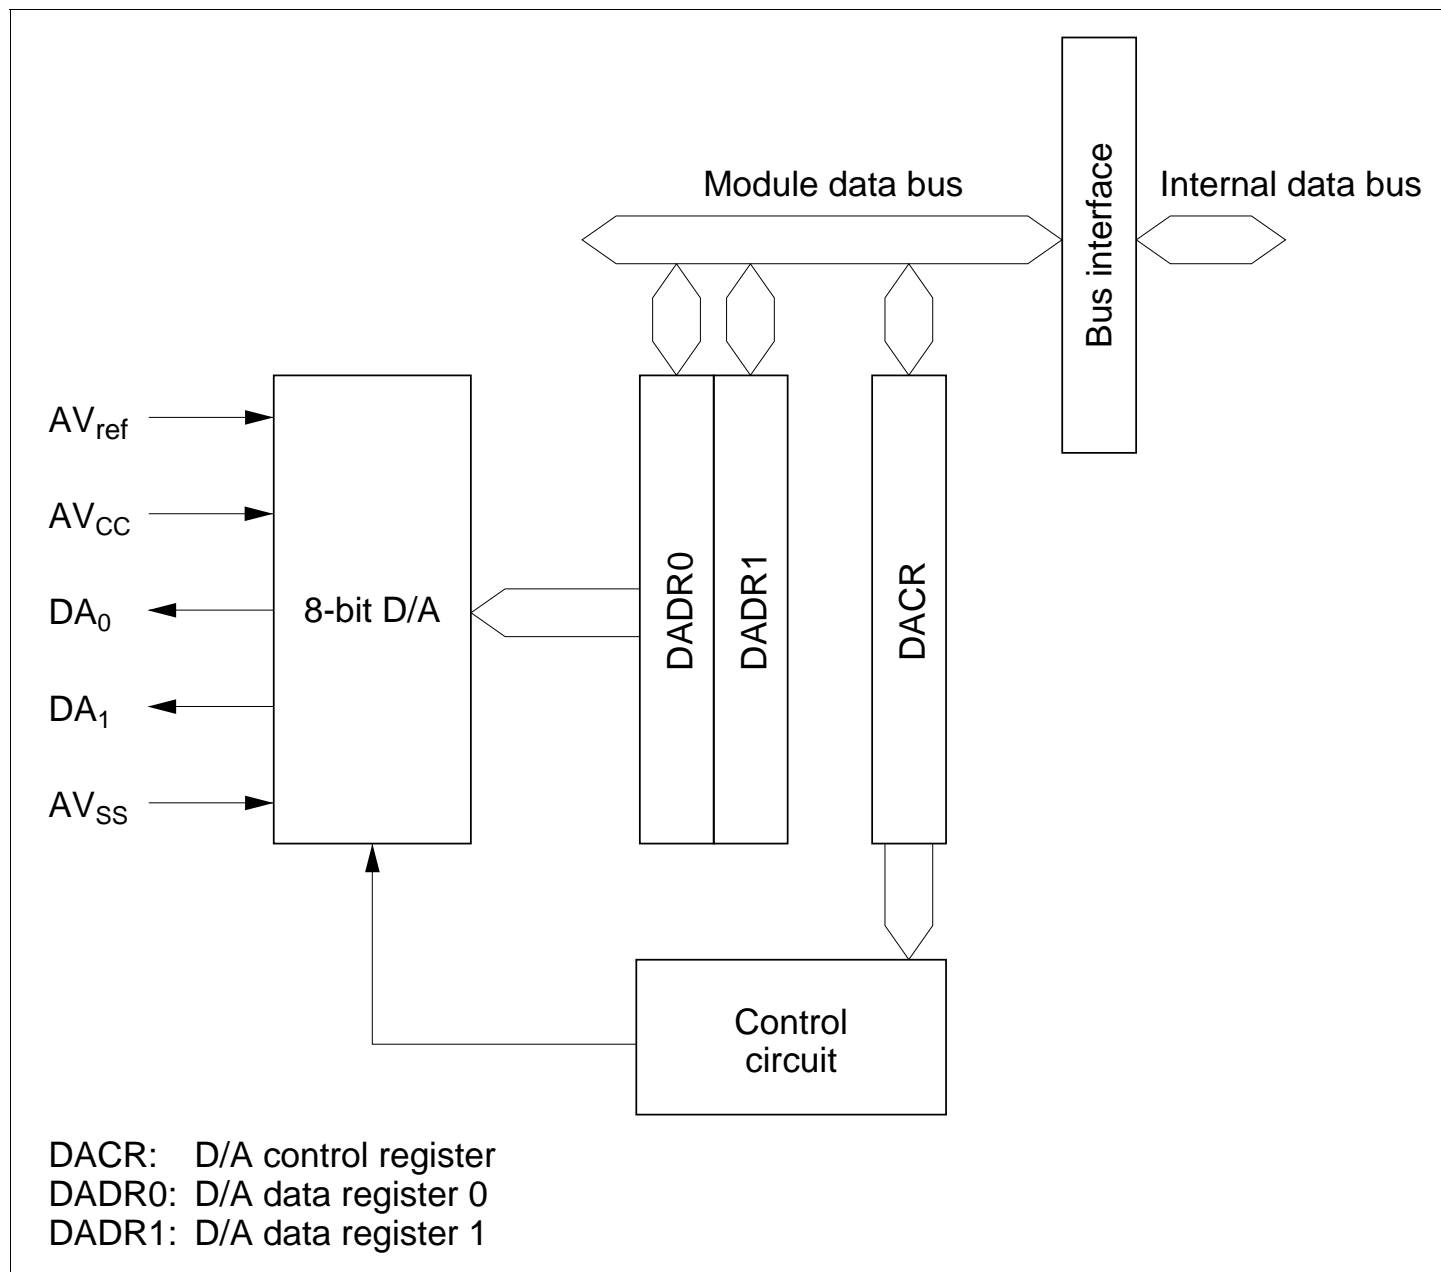 Module data bus
Internal data bus
Bus interface
AVref
AVCC
DA0
DA1
AVSS
8-bit D/A
DADR0
DADR1
DACR
Control
circuit
DACR: D/A control register
DADR0: D/A data register 0
DADR1: D/A data register 1